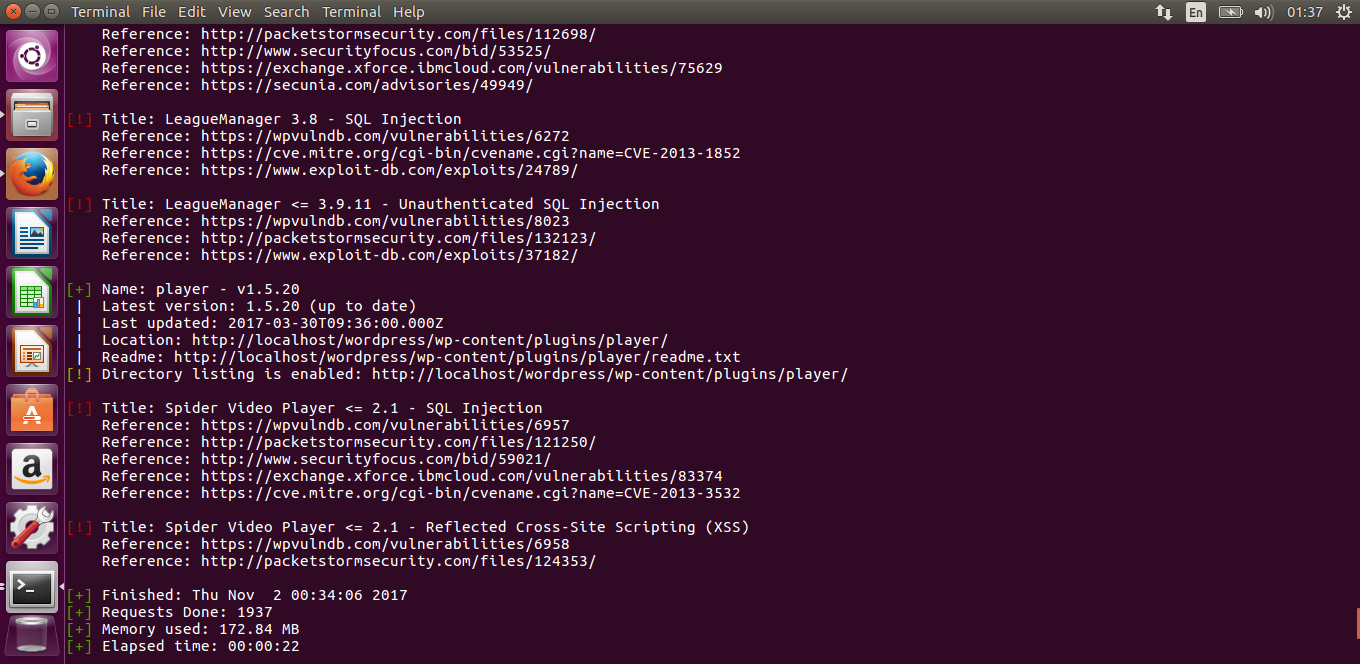 Terminal File Edit View Search Terminal Help En 01:37
Reference: http://packetstormsecurity.com/files/112698/
Reference: http://www.securityfocus.com/bid/53525/
Reference: https://exchange.xforce.ibmcloud.com/vulnerabilities/75629
Reference: https://secunia.com/advisories/49949/
[!] Title: LeagueManager 3.8 - SQL Injection
Reference: https://wpvulndb.com/vulnerabilities/6272
Reference: https://cve.mitre.org/cgi-bin/cvename.cgi?name=CVE-2013-1852
Reference: https://www.exploit-db.com/exploits/24789/
[!] Title: LeagueManager <= 3.9.11 - Unauthenticated SQL Injection
Reference: https://wpvulndb.com/vulnerabilities/8023
Reference: http://packetstormsecurity.com/files/132123/
Reference: https://www.exploit-db.com/exploits/37182/
[+] Name: player - v1.5.20
| Latest version: 1.5.20 (up to date)
| Last updated: 2017-03-30T09:36:00.000Z
| Location: http://localhost/wordpress/wp-content/plugins/player/
| Readme: http://localhost/wordpress/wp-content/plugins/player/readme.txt
[!] Directory listing is enabled: http://localhost/wordpress/wp-content/plugins/player/
[!] Title: Spider Video Player <= 2.1 - SQL Injection
Reference: https://wpvulndb.com/vulnerabilities/6957
Reference: http://packetstormsecurity.com/files/121250/
Reference: http://www.securityfocus.com/bid/59021/
Reference: https://exchange.xforce.ibmcloud.com/vulnerabilities/83374
Reference: https://cve.mitre.org/cgi-bin/cvename.cgi?name=CVE-2013-3532
[!] Title: Spider Video Player <= 2.1 - Reflected Cross-Site Scripting (XSS)
Reference: https://wpvulndb.com/vulnerabilities/6958
Reference: http://packetstormsecurity.com/files/124353/
[+] Finished: Thu Nov  2 00:34:06 2017
[+] Requests Done: 1937
[+] Memory used: 172.84 MB
[+] Elapsed time: 00:00:22